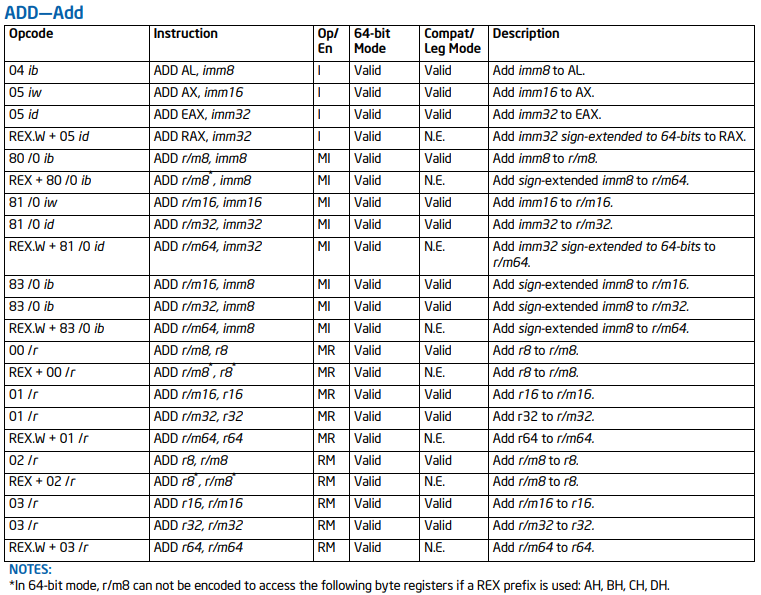 ADD—Add
Opcode Instruction Op/ 64-bit Compat/ Description
En Mode Leg Mode
04 ib ADD AL, imm8 I Valid Valid Add imm8 to AL.
05 iw ADD AX, imm16 I Valid Valid Add imm16 to AX.
05 id ADD EAX, imm32 I Valid Valid Add imm32 to EAX.
REX.W + 05 id ADD RAX, imm32 I Valid N.E. Add imm32 sign-extended to 64-bits to RAX.
80 /0 ib ADD r/m8, imm8 MI Valid Valid Add imm8 to r/m8.
REX + 80 /0 ib ADD r/m8*, imm8 MI Valid N.E. Add sign-extended imm8 to r/m64.
81 /0 iw ADD r/m16, imm16 MI Valid Valid Add imm16 to r/m16.
81 /0 id ADD r/m32, imm32 MI Valid Valid Add imm32 to r/m32.
REX.W + 81 /0 id ADD r/m64, imm32 MI Valid N.E. Add imm32 sign-extended to 64-bits to
r/m64.
83 /0 ib ADD r/m16, imm8 MI Valid Valid Add sign-extended imm8 to r/m16.
83 /0 ib ADD r/m32, imm8 MI Valid Valid Add sign-extended imm8 to r/m32.
REX.W + 83 /0 ib ADD r/m64, imm8 MI Valid N.E. Add sign-extended imm8 to r/m64.
00 /r ADD r/m8, r8 MR Valid Valid Add r8 to r/m8.
REX + 00 /r ADD r/m8*, r8* MR Valid N.E. Add r8 to r/m8.
01 /r ADD r/m16, r16 MR Valid Valid Add r16 to r/m16.
01 /r ADD r/m32, r32 MR Valid Valid Add r32 to r/m32.
REX.W + 01 /r ADD r/m64, r64 MR Valid N.E. Add r64 to r/m64.
02 /r ADD r8, r/m8 RM Valid Valid Add r/m8 to r8.
REX + 02 /r ADD r8*, r/m8* RM Valid N.E. Add r/m8 to r8.
03 /r ADD r16, r/m16 RM Valid Valid Add r/m16 to r16.
03 /r ADD r32, r/m32 RM Valid Valid Add r/m32 to r32.
REX.W + 03 /r ADD r64, r/m64 RM Valid N.E. Add r/m64 to r64.
NOTES:
*In 64-bit mode, r/m8 can not be encoded to access the following byte registers if a REX prefix is used: AH, BH, CH, DH.